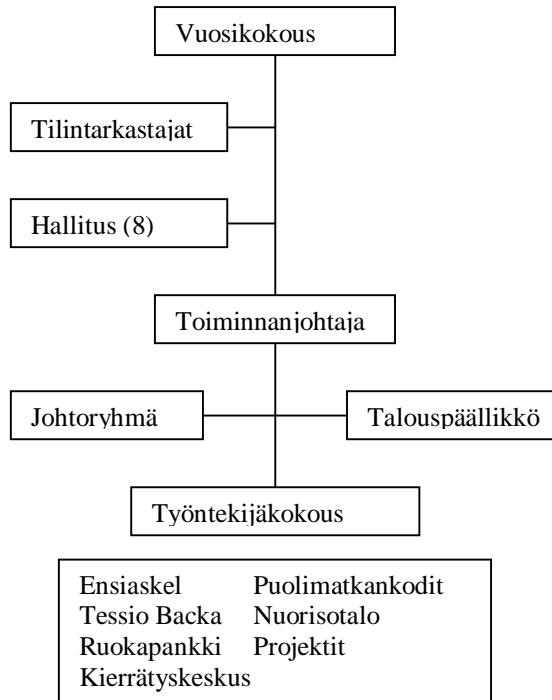 Vuosikokous
Tilintarkastajat
Hallitus (8)
Toiminnanjohtaja
Johtoryhmä
Talouspäällikkö
Työntekijäkokous
Ensiaskel Puolimatkankodit
Tessio Backa Nuorisotalo
Ruokapankki Projektit
Kierrätyskeskus